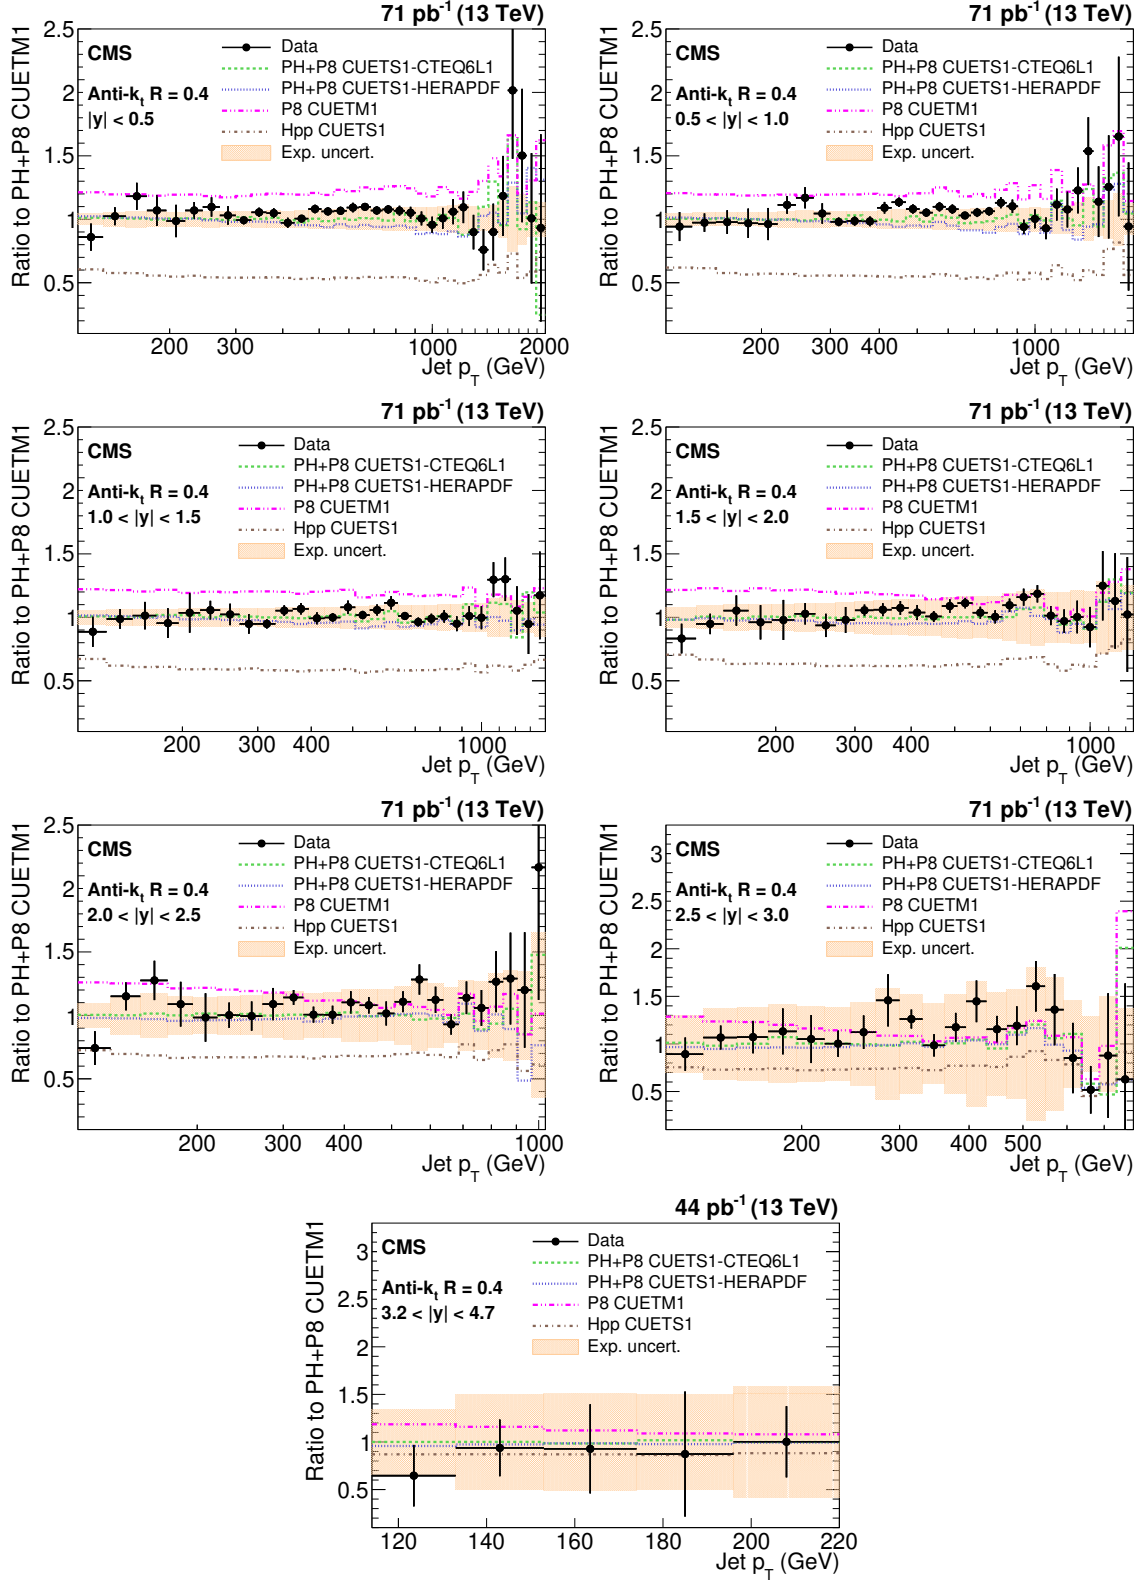 71 pb-1 (13 TeV)
Ratio to PH+P8 CUETM1
2.5
2
1.5
1
0.5
CMS
Anti-kt R = 0.4
|y| < 0.5
Data
PH+P8 CUETS1-CTEQ6L1
PH+P8 CUETS1-HERAPDF
P8 CUETM1
Hpp CUETS1
Exp. uncert.
200 300 1000 2000
Jet pT (GeV)
71 pb-1 (13 TeV)
Ratio to PH+P8 CUETM1
2.5
2
1.5
1
0.5
CMS
Anti-kt R = 0.4
0.5 < |y| < 1.0
Data
PH+P8 CUETS1-CTEQ6L1
PH+P8 CUETS1-HERAPDF
P8 CUETM1
Hpp CUETS1
Exp. uncert.
200 300 400 1000
Jet pT (GeV)
71 pb-1 (13 TeV)
Ratio to PH+P8 CUETM1
2.5
2
1.5
1
0.5
CMS
Anti-kt R = 0.4
1.0 < |y| < 1.5
Data
PH+P8 CUETS1-CTEQ6L1
PH+P8 CUETS1-HERAPDF
P8 CUETM1
Hpp CUETS1
Exp. uncert.
200 300 400 1000
Jet pT (GeV)
71 pb-1 (13 TeV)
Ratio to PH+P8 CUETM1
2.5
2
1.5
1
0.5
CMS
Anti-kt R = 0.4
1.5 < |y| < 2.0
Data
PH+P8 CUETS1-CTEQ6L1
PH+P8 CUETS1-HERAPDF
P8 CUETM1
Hpp CUETS1
Exp. uncert.
200 300 400 1000
Jet pT (GeV)
71 pb-1 (13 TeV)
Ratio to PH+P8 CUETM1
2.5
2
1.5
1
0.5
CMS
Anti-kt R = 0.4
2.0 < |y| < 2.5
Data
PH+P8 CUETS1-CTEQ6L1
PH+P8 CUETS1-HERAPDF
P8 CUETM1
Hpp CUETS1
Exp. uncert.
200 300 400 1000
Jet pT (GeV)
71 pb-1 (13 TeV)
Ratio to PH+P8 CUETM1
3
2.5
2
1.5
1
0.5
CMS
Anti-kt R = 0.4
2.5 < |y| < 3.0
Data
PH+P8 CUETS1-CTEQ6L1
PH+P8 CUETS1-HERAPDF
P8 CUETM1
Hpp CUETS1
Exp. uncert.
200 300 400 500
Jet pT (GeV)
44 pb-1 (13 TeV)
Ratio to PH+P8 CUETM1
3
2.5
2
1.5
1
0.5
CMS
Anti-kt R = 0.4
3.2 < |y| < 4.7
Data
PH+P8 CUETS1-CTEQ6L1
PH+P8 CUETS1-HERAPDF
P8 CUETM1
Hpp CUETS1
Exp. uncert.
120 140 160 180 200 220
Jet pT (GeV)